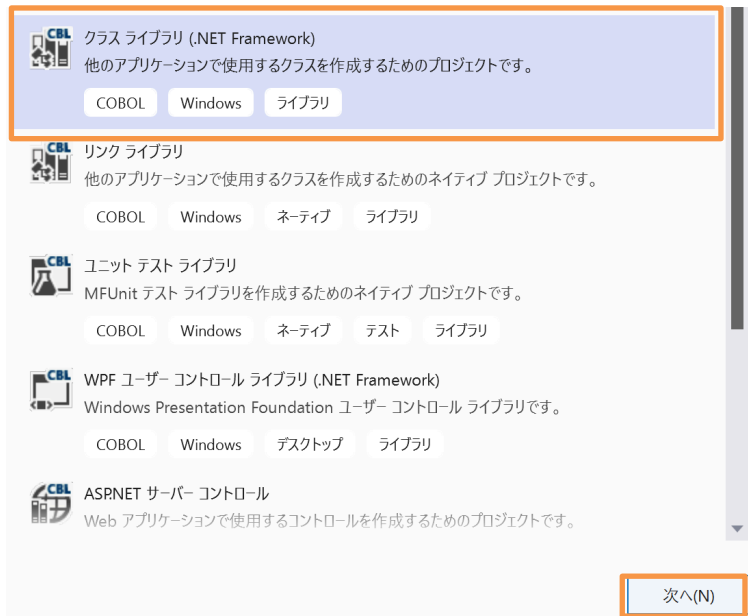 CBL
クラス ライブラリ (.NET Framework)
他のアプリケーションで使用するクラスを作成するためのプロジェクトです。
COBOL Windows ライブラリ
CBL
リンク ライブラリ
他のアプリケーションで使用するクラスを作成するためのネイティブ プロジェクトです。
COBOL Windows ネーティブ ライブラリ
CBL
ユニット テスト ライブラリ
MFUnit テスト ライブラリを作成するためのネイティブ プロジェクトです。
COBOL Windows ネーティブ テスト ライブラリ
CBL
WPF ユーザー コントロール ライブラリ (.NET Framework)
Windows Presentation Foundation ユーザー コントロール ライブラリです。
COBOL Windows デスクトップ ライブラリ
CBL
ASP.NET サーバー コントロール
Web アプリケーションで使用するコントロールを作成するためのプロジェクトです。
次へ(N)